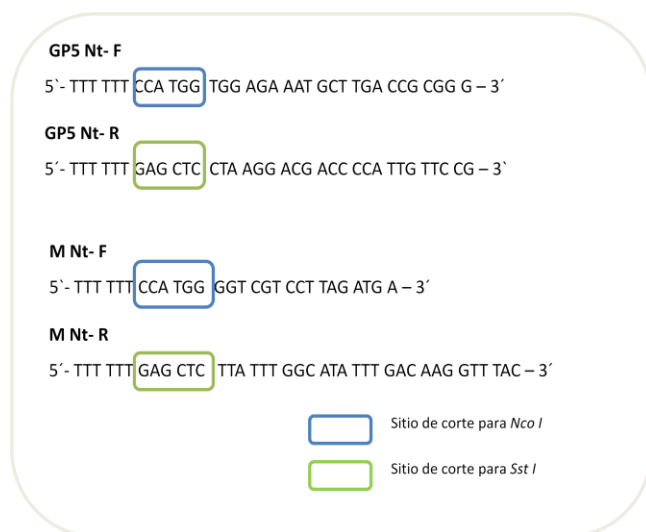 GP5 Nt- F
5`- TTT TTT CCA TGG TGG AGA AAT GCT TGA CCG CGG G – 3´
GP5 Nt- R
5´- TTT TTT GAG CTC CTA AGG ACG ACC CCA TTG TTC CG – 3`
M Nt- F
5`- TTT TTT CCA TGG GGT CGT CCT TAG ATG A – 3´
M Nt- R
5´- TTT TTT GAG CTC TTA TTT GGC ATA TTT GAC AAG GTT TAC – 3´
Sitio de corte para Nco I
Sitio de corte para Sst I